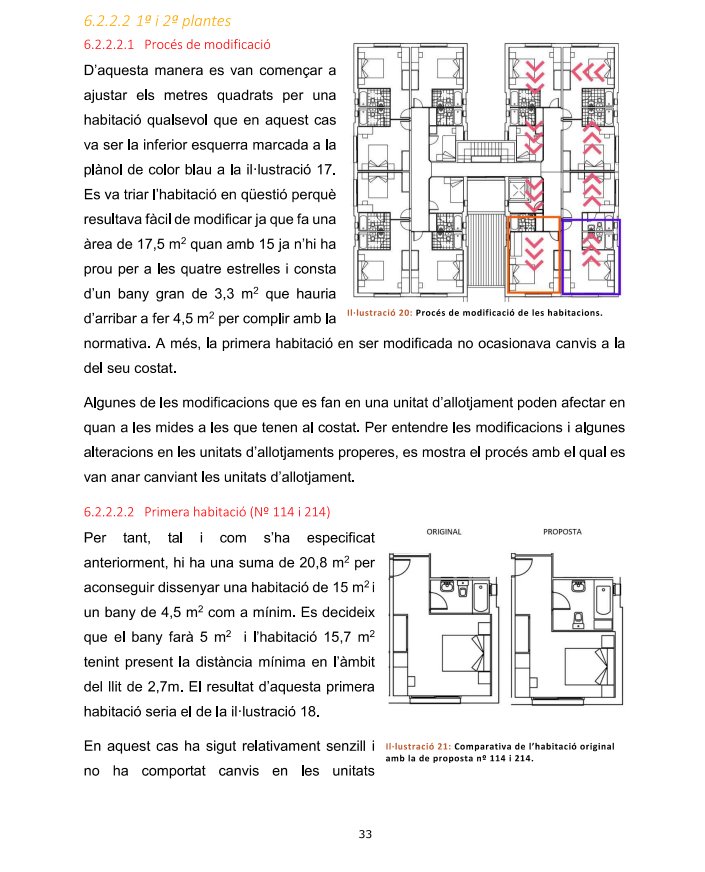 6.2.2.2 1ª i 2ª plantes
6.2.2.2.1 Procés de modificació
D'aquesta manera es van començar a
ajustar els metres quadrats per una
habitació qualsevol que en aquest cas
va ser la inferior esquerra marcada a la
plànol de color blau a la il·lustració 17.
Es va triar l'habitació en qüestió perquè
resultava fàcil de modificar ja que fa una
àrea de 17,5 m² quan amb 15 ja n'hi ha
prou per a les quatre estrelles i consta
d'un bany gran de 3,3 m² que hauria
d'arribar a fer 4,5 m² per complir amb la
normativa. A més, la primera habitació en ser modificada no ocasionava canvis a la
del seu costat.
Il·lustració 20: Procés de modificació de les habitacions.
Algunes de les modificacions que es fan en una unitat d'allotjament poden afectar en
quan a les mides a les que tenen al costat. Per entendre les modificacions i algunes
alteracions en les unitats d'allotjaments properes, es mostra el procés amb el qual es
van anar canviant les unitats d'allotjament.
6.2.2.2.2 Primera habitació (Nº 114 i 214)
Per tant, tal i com s'ha especificat
anteriorment, hi ha una suma de 20,8 m² per
aconseguir dissenyar una habitació de 15 m² i
un bany de 4,5 m² com a mínim. Es decideix
que el bany farà 5 m² i l'habitació 15,7 m²
tenint present la distància mínima en l'àmbit
del llit de 2,7m. El resultat d'aquesta primera
habitació seria el de la il·lustració 18.
ORIGINAL
PROPOSTA
Il·lustració 21: Comparativa de l'habitació original
amb la de proposta nº 114 i 214.
En aquest cas ha sigut relativament senzill i
no ha comportat canvis en les unitats
33